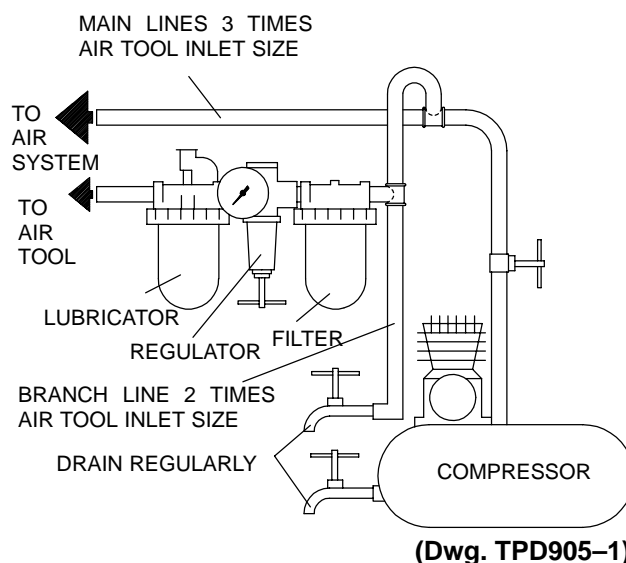 MAIN LINES 3 TIMES
AIR TOOL INLET SIZE
TO
AIR
SYSTEM
TO
AIR
TOOL
LUBRICATOR
REGULATOR
FILTER
BRANCH LINE 2 TIMES
AIR TOOL INLET SIZE
DRAIN REGULARLY
COMPRESSOR
(Dwg. TPD905–1)